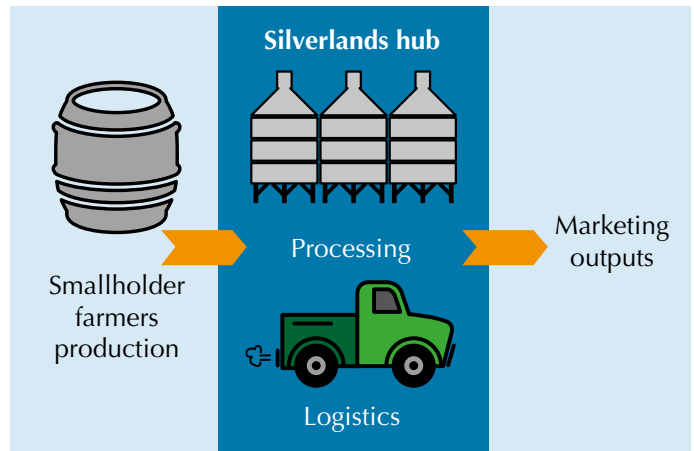 Silverlands hub
Smallholder
farmers
production
Processing
Logistics
Marketing
outputs